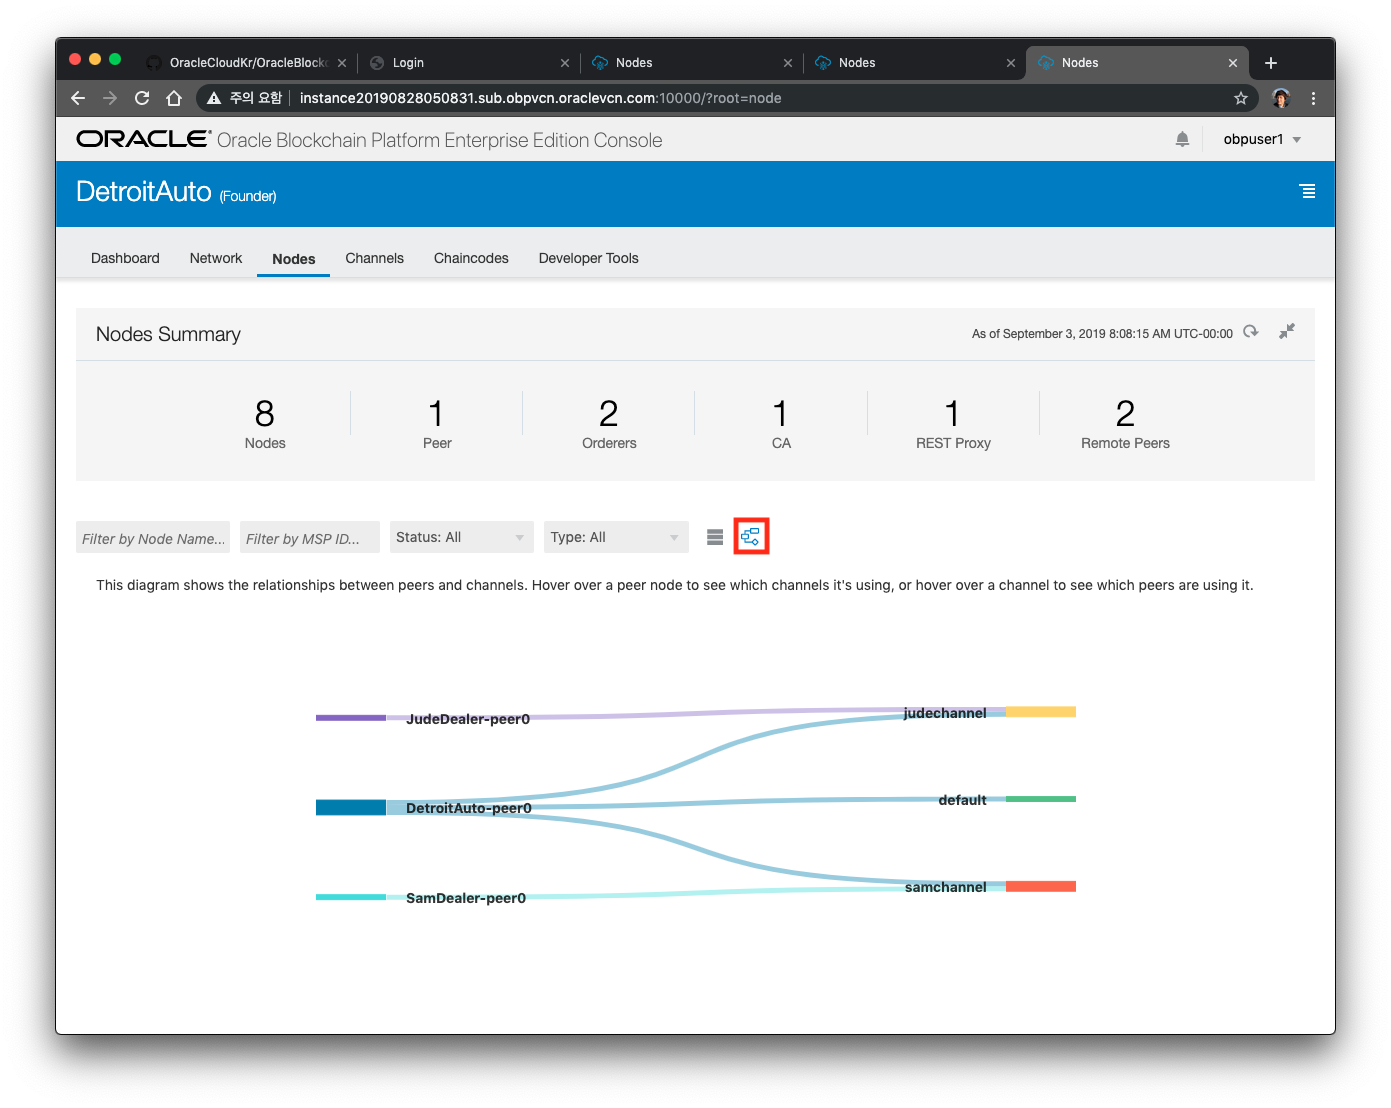 OracleCloudKr/OracleBlockc
Login
Nodes
Nodes
Nodes
주의 요함
instance20190828050831.sub.obpvcn.oraclevcn.com:10000/?root=node
ORACLE® Oracle Blockchain Platform Enterprise Edition Console
obpuser1
DetroitAuto (Founder)
Dashboard
Network
Nodes
Channels
Chaincodes
Developer Tools
Nodes Summary
As of September 3, 2019 8:08:15 AM UTC-00:00
8
Nodes
1
Peer
2
Orderers
1
CA
1
REST Proxy
2
Remote Peers
Filter by Node Name...
Filter by MSP ID...
Status: All
Type: All
This diagram shows the relationships between peers and channels. Hover over a peer node to see which channels it's using, or hover over a channel to see which peers are using it.
JudeDealer-peer0
judechannel
DetroitAuto-peer0
default
SamDealer-peer0
samchannel